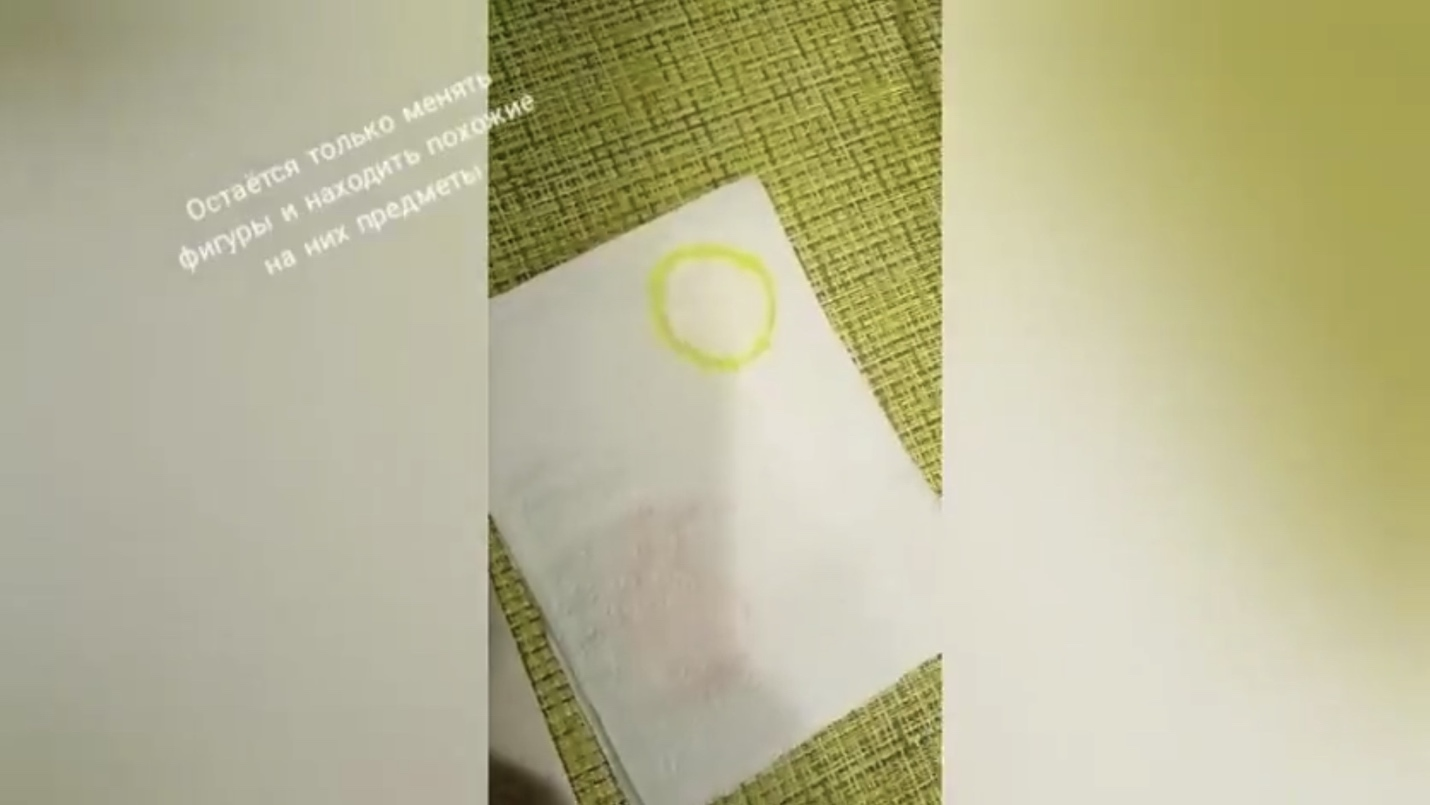 Остаётся только менять
фигуры и находить похожие
на них предметы